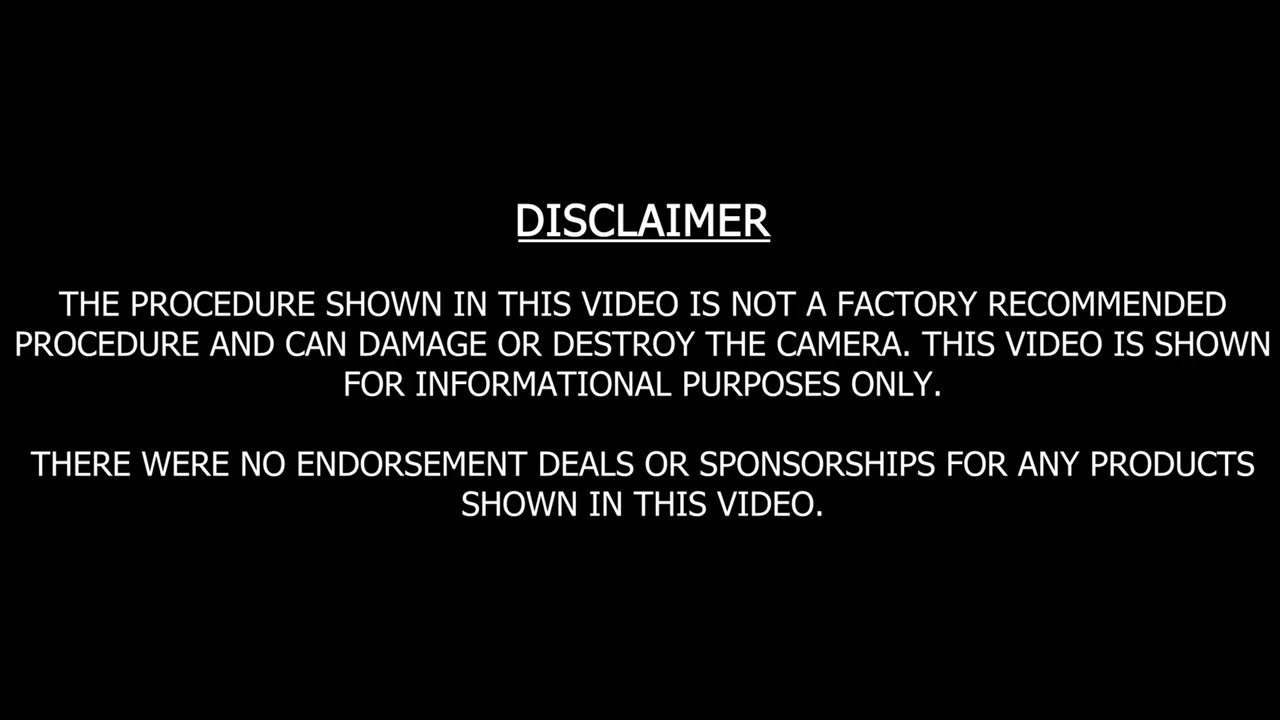 DISCLAIMER
THE PROCEDURE SHOWN IN THIS VIDEO IS NOT A FACTORY RECOMMENDED
PROCEDURE AND CAN DAMAGE OR DESTROY THE CAMERA. THIS VIDEO IS SHOWN
FOR INFORMATIONAL PURPOSES ONLY.
THERE WERE NO ENDORSEMENT DEALS OR SPONSORSHIPS FOR ANY PRODUCTS
SHOWN IN THIS VIDEO.